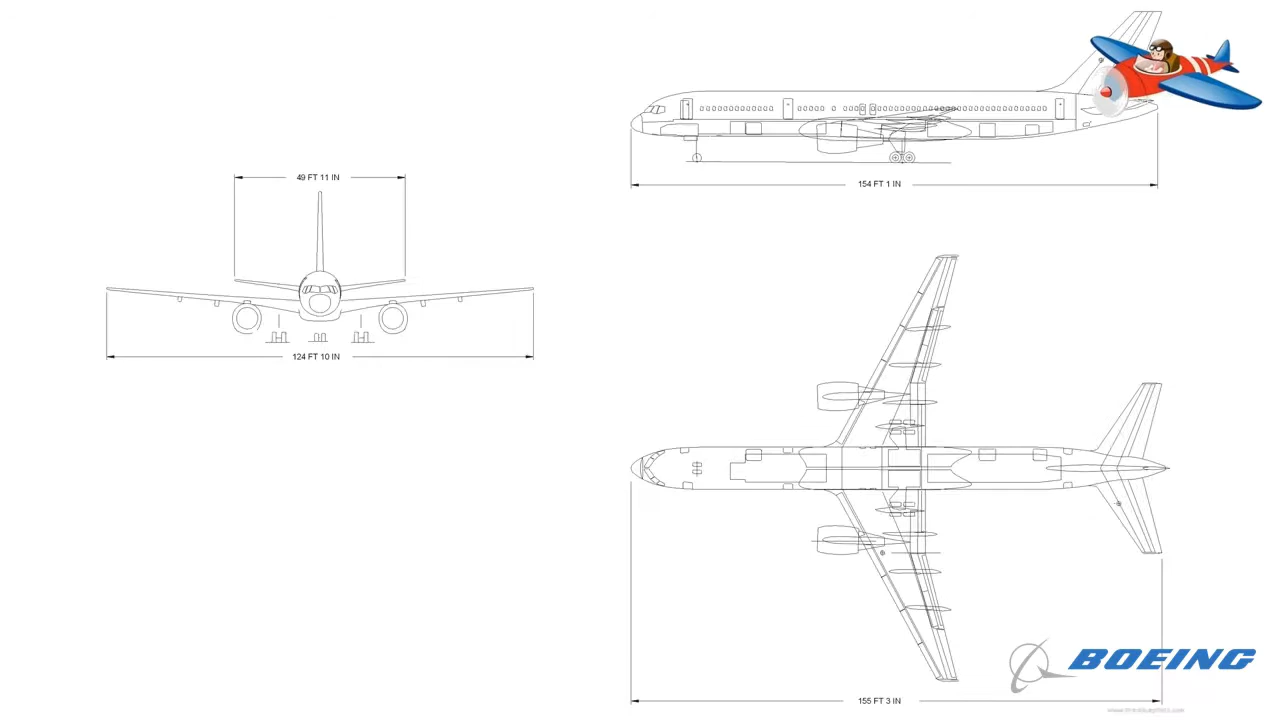 154 FT 1 IN
49 FT 11 IN
124 FT 10 IN
BOEING
155 FT 3 IN